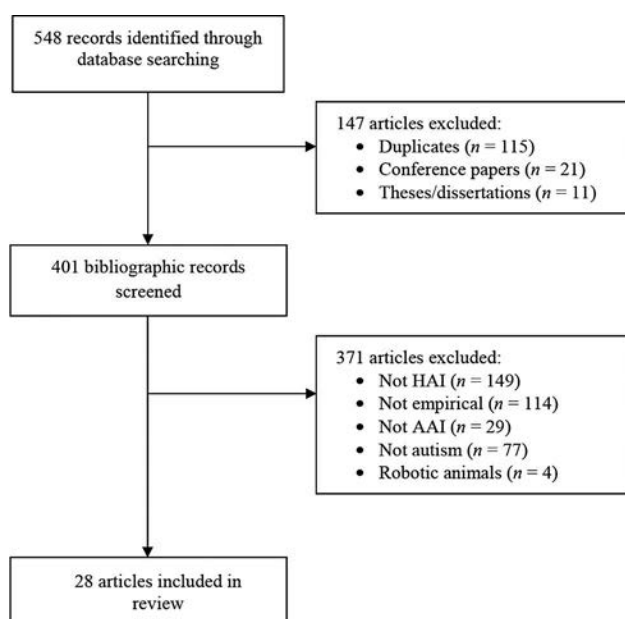 548 records identified through
database searching
147 articles excluded:
• Duplicates (n = 115)
• Conference papers (n = 21)
• Theses/dissertations (n = 11)
401 bibliographic records
screened
371 articles excluded:
• Not HAI (n = 149)
• Not empirical (n = 114)
• Not AAI (n = 29)
• Not autism (n = 77)
• Robotic animals (n = 4)
28 articles included in
review